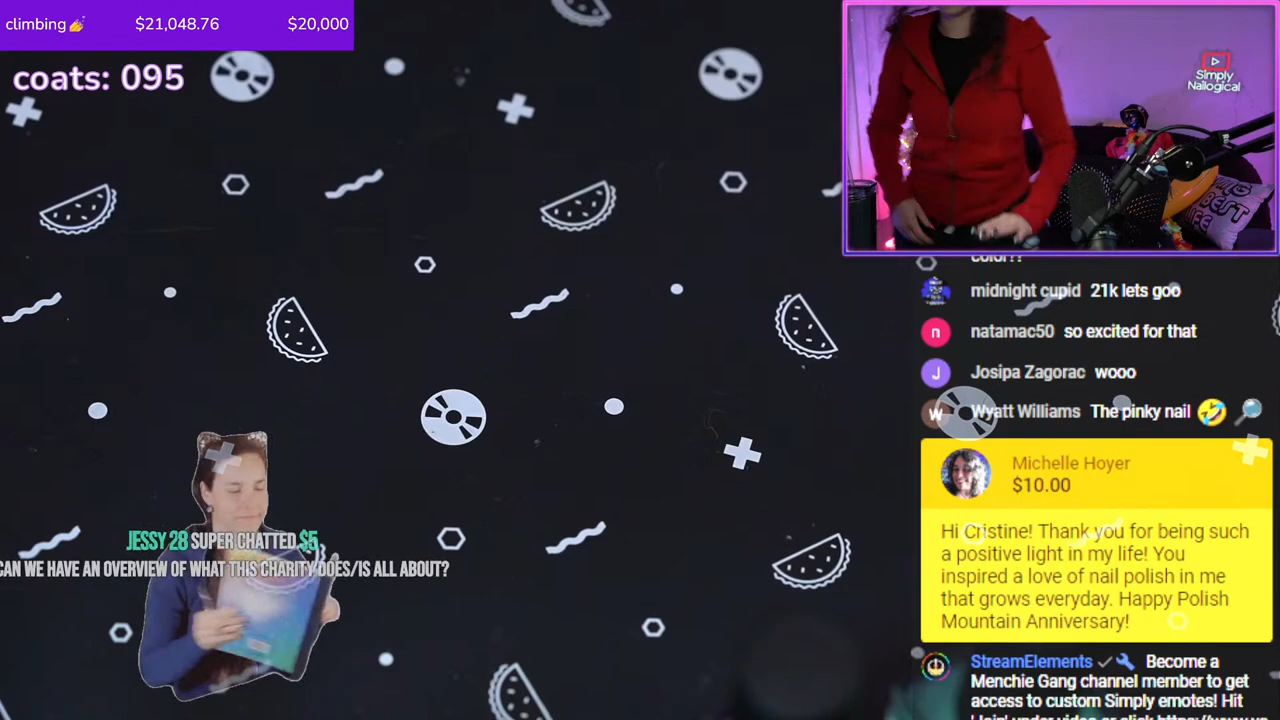 climbing💅 $21,048.76 $20,000
coats: 095
Simply
Nailogical
color??
midnight cupid 21k lets goo
n natamac50 so excited for that
J Josipa Zagorac wooo
W Wyatt Williams The pinky nail 🤣 🔎
Michelle Hoyer
$10.00
Hi Cristine! Thank you for being such
a positive light in my life! You
inspired a love of nail polish in me
that grows everyday. Happy Polish
Mountain Anniversary!
StreamElements Become a
Menchie Gang channel member to get
access to custom Simply emotes! Hit
JESSY 28 SUPER CHATTED $5
CAN WE HAVE AN OVERVIEW OF WHAT THIS CHARITY DOES/IS ALL ABOUT?